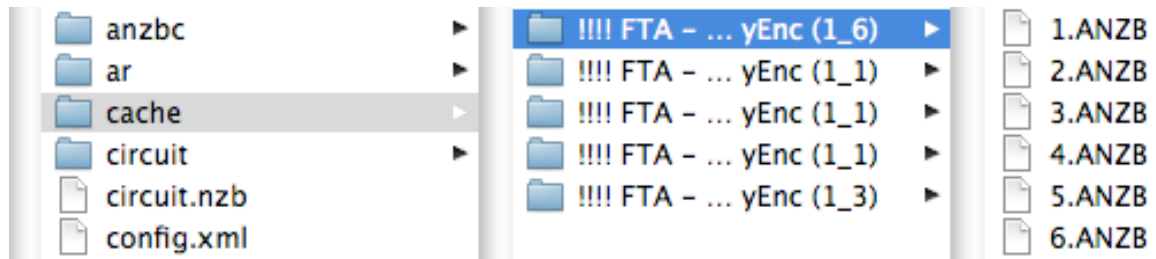 anzbc
ar
cache
circuit
circuit.nzb
config.xml
!!!! FTA – ... yEnc (1_6)
!!!! FTA – ... yEnc (1_1)
!!!! FTA – ... yEnc (1_1)
!!!! FTA – ... yEnc (1_1)
!!!! FTA – ... yEnc (1_3)
1.ANZB
2.ANZB
3.ANZB
4.ANZB
5.ANZB
6.ANZB